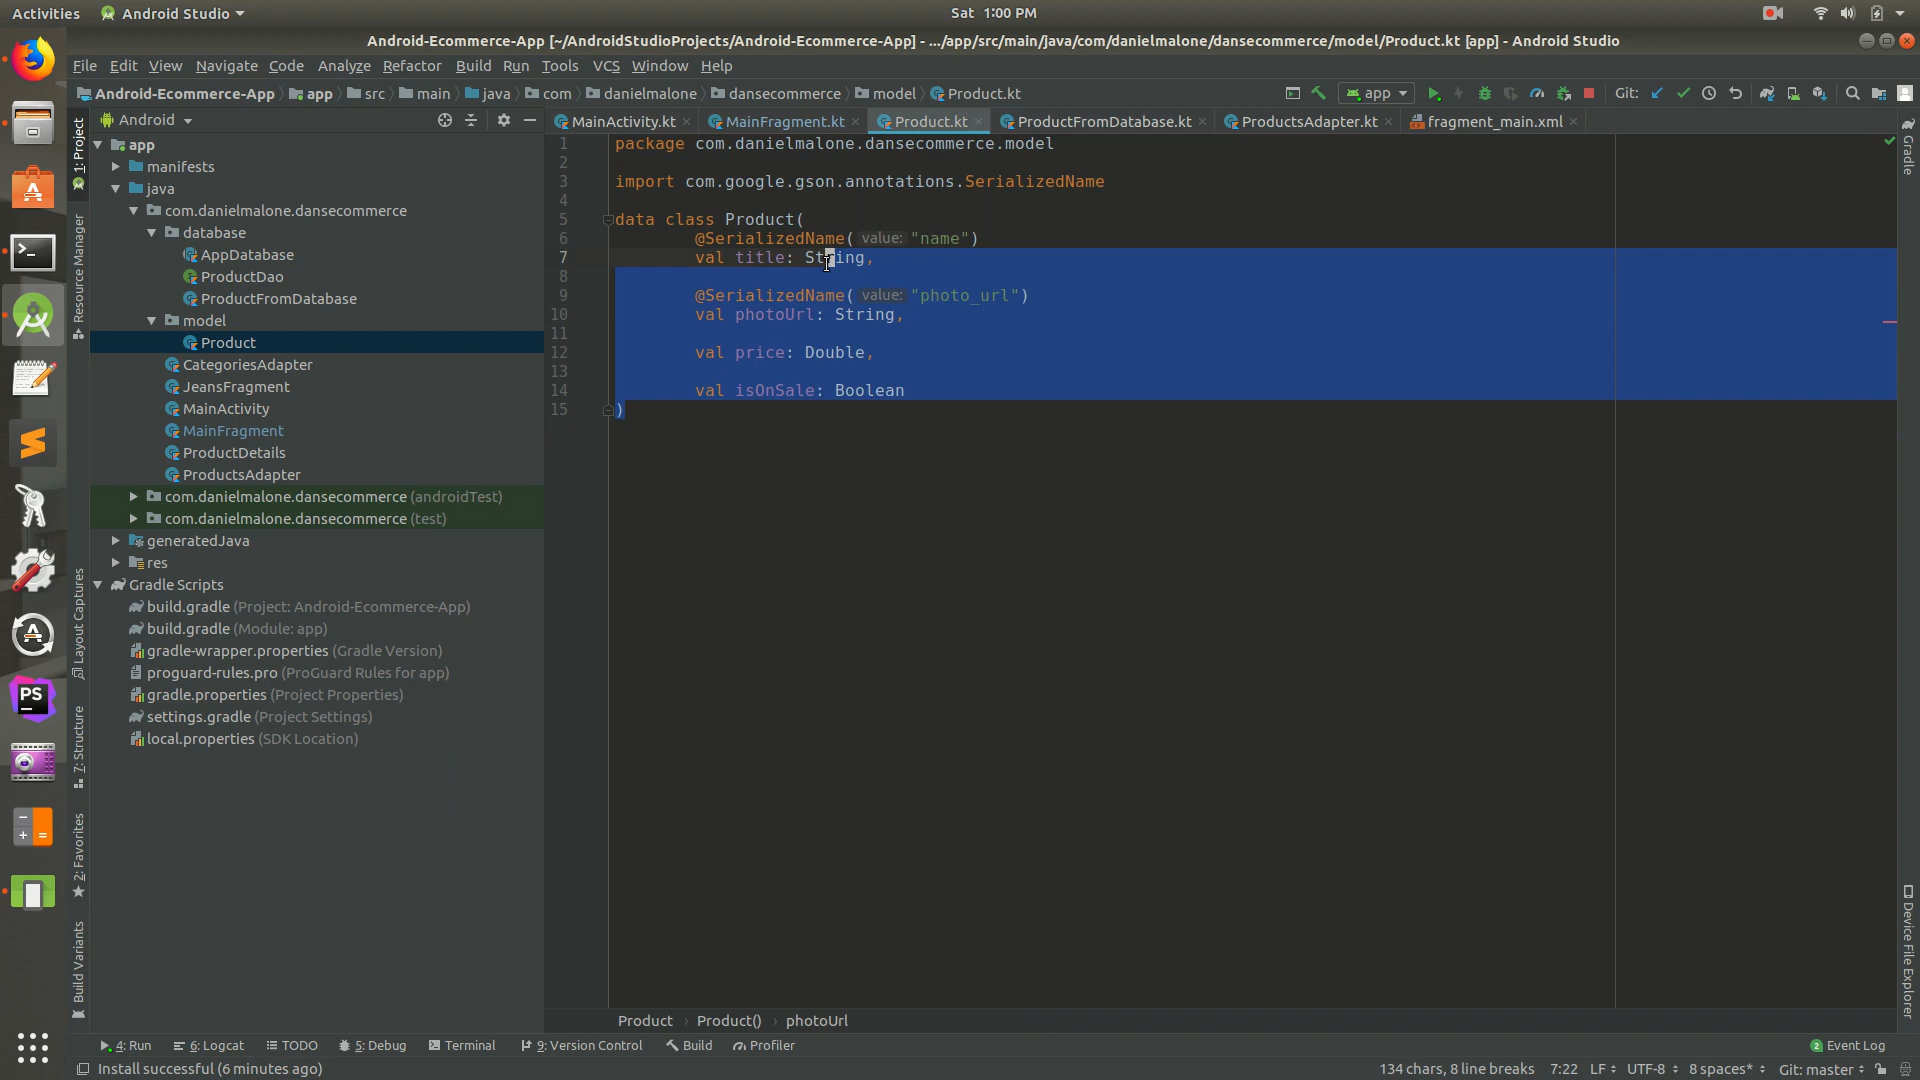 Activities Android Studio Sat 1:00 PM
Android-Ecommerce-App [~/AndroidStudioProjects/Android-Ecommerce-App] - .../app/src/main/java/com/danielmalone/dansecommerce/model/Product.kt [app] - Android Studio
File Edit View Navigate Code Analyze Refactor Build Run Tools VCS Window Help
Android-Ecommerce-App app src main java com danielmalone dansecommerce model Product.kt app Git:
Android
MainActivity.kt MainFragment.kt Product.kt ProductFromDatabase.kt ProductsAdapter.kt fragment_main.xml
1: Project
Resource Manager
Layout Captures
7: Structure
2: Favorites
Build Variants
app
manifests
java
com.danielmalone.dansecommerce
database
AppDatabase
ProductDao
ProductFromDatabase
model
Product
CategoriesAdapter
JeansFragment
MainActivity
MainFragment
ProductDetails
ProductsAdapter
com.danielmalone.dansecommerce (androidTest)
com.danielmalone.dansecommerce (test)
generatedJava
res
Gradle Scripts
build.gradle (Project: Android-Ecommerce-App)
build.gradle (Module: app)
gradle-wrapper.properties (Gradle Version)
proguard-rules.pro (ProGuard Rules for app)
gradle.properties (Project Properties)
settings.gradle (Project Settings)
local.properties (SDK Location)
PS
1 package com.danielmalone.dansecommerce.model
2
3 import com.google.gson.annotations.SerializedName
4
5 data class Product(
6 @SerializedName( value: "name")
7 val title: String,
8
9 @SerializedName( value: "photo_url")
10 val photoUrl: String,
11
12 val price: Double,
13
14 val isOnSale: Boolean
15 )
Gradle
Device File Explorer
Product Product() photoUrl
4: Run 6: Logcat TODO 5: Debug Terminal 9: Version Control Build Profiler 2 Event Log
Install successful (6 minutes ago) 134 chars, 8 line breaks 7:22 LF UTF-8 8 spaces* Git: master